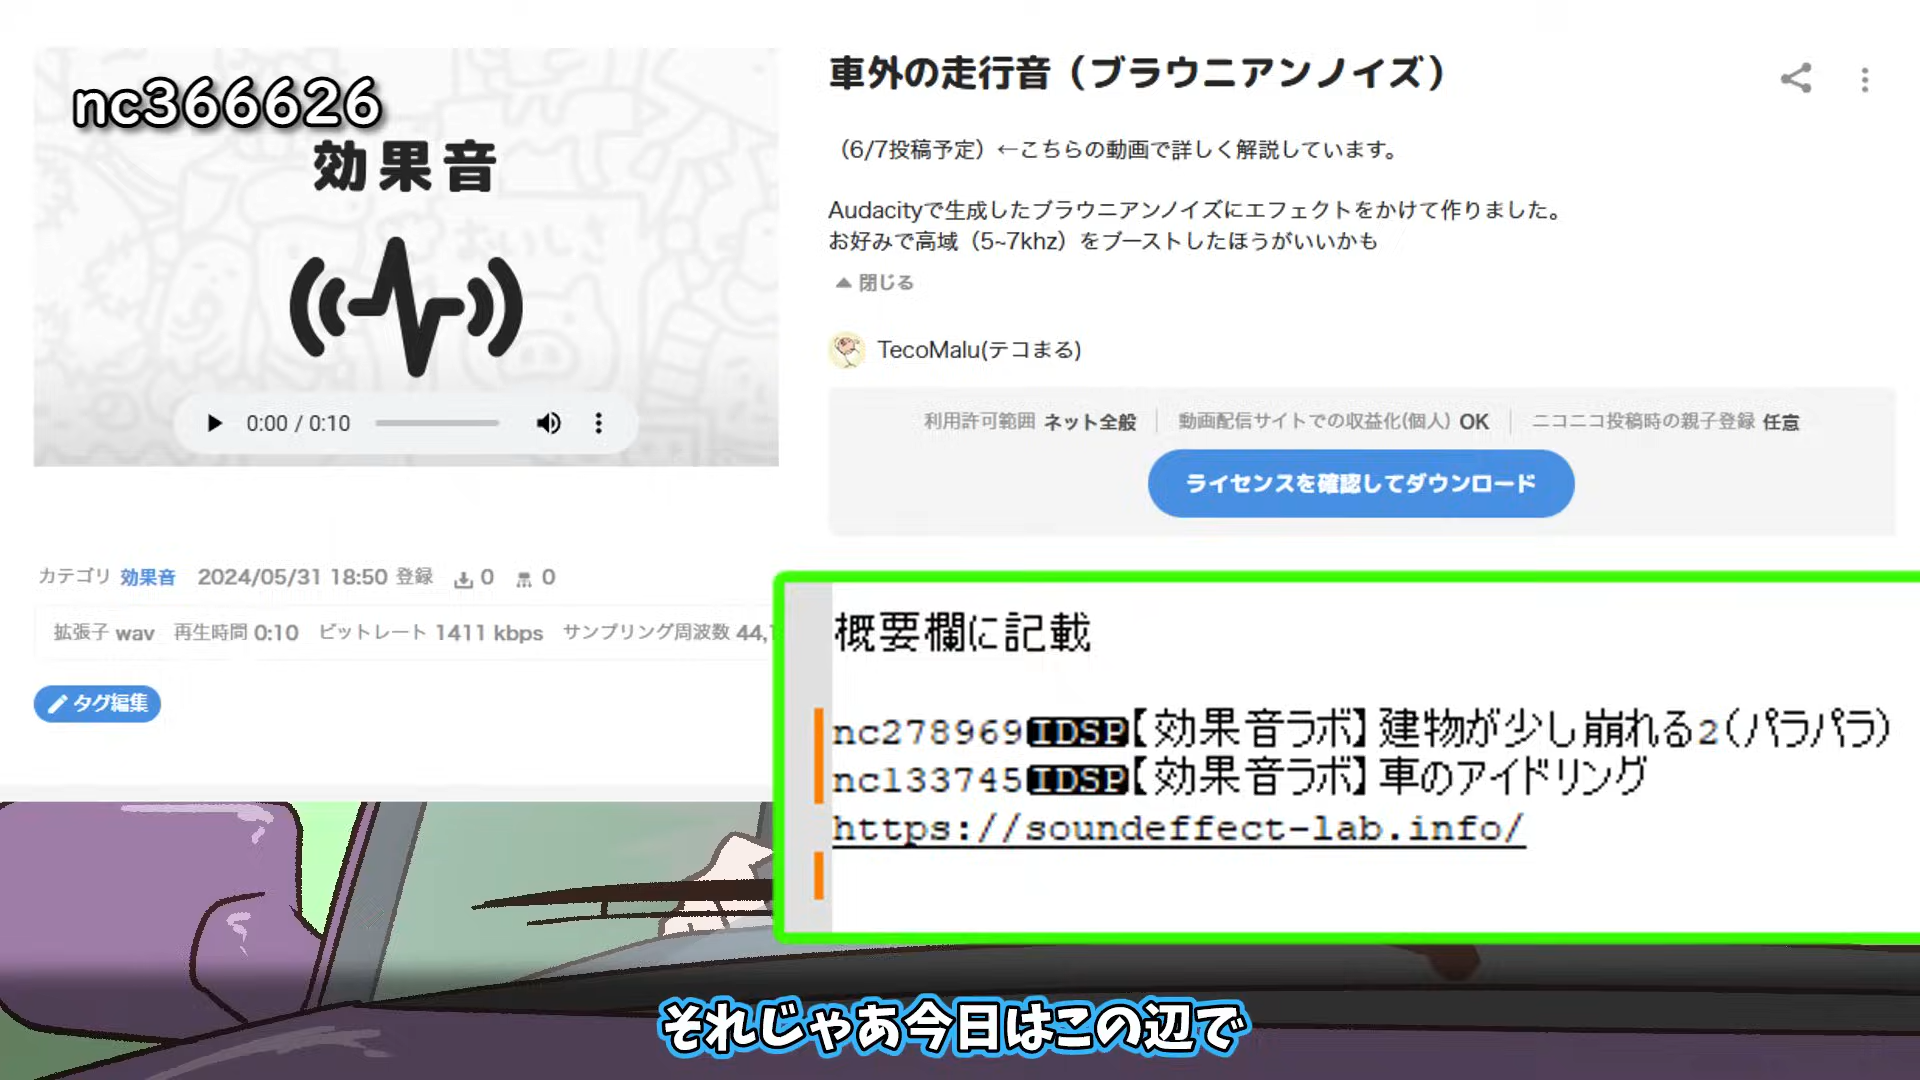 nc366626
効果音
0:00 / 0:10
車外の走行音（ブラウニアンノイズ）
（6/7投稿予定）←こちらの動画で詳しく解説しています。
Audacityで生成したブラウニアンノイズにエフェクトをかけて作りました。
お好みで高域（5~7khz）をブーストしたほうがいいかも
閉じる
TecoMalu(テコまる)
利用許可範囲 ネット全般 動画配信サイトでの収益化(個人) OK ニコニコ投稿時の親子登録 任意
ライセンスを確認してダウンロード
カテゴリ 効果音 2024/05/31 18:50 登録 0 0
拡張子 wav 再生時間 0:10 ビットレート 1411 kbps サンプリング周波数 44,
タグ編集
概要欄に記載
nc278969IDSP【効果音ラボ】建物が少し崩れる2(パラパラ)
nc133745IDSP【効果音ラボ】車のアイドリング
https://soundeffect-lab.info/
それじゃあ今日はこの辺で